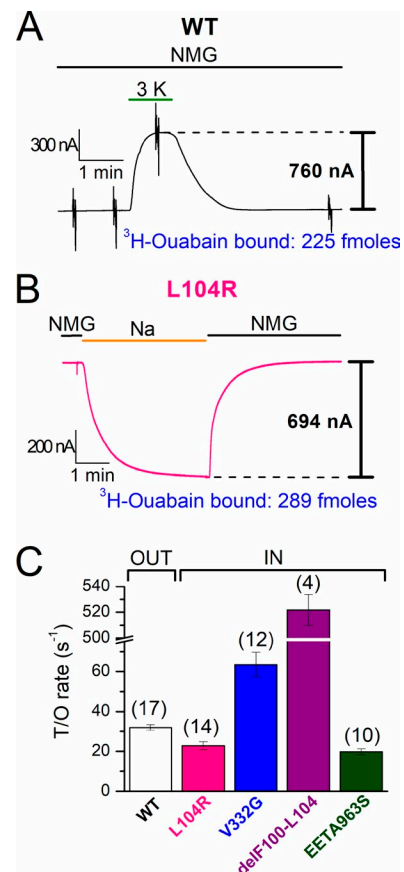 A
WT
NMG
3 K
300 nA
1 min
760 nA
³H-Ouabain bound: 225 fmoles
B
L104R
NMG
Na
NMG
200 nA
1 min
694 nA
³H-Ouabain bound: 289 fmoles
C
OUT
IN
T/O rate (s⁻¹)
540
520
500
60
40
20
0
(17)
(14)
(12)
(4)
(10)
WT
L104R
V332G
delF100-L104
EETA963S